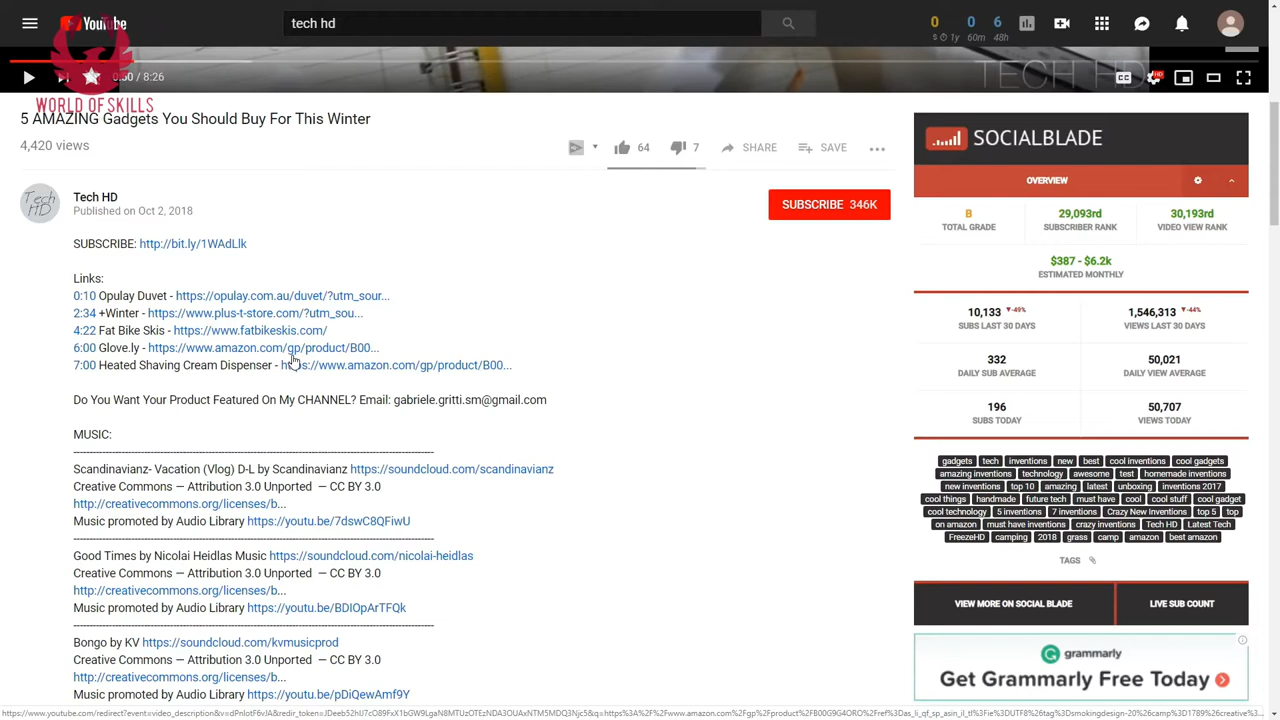 YouTube
tech hd
0 0 6
$ 1y 60m 48h
WORLD OF SKILLS
0:50 / 8:26
TECH HD
CC
HD
5 AMAZING Gadgets You Should Buy For This Winter
4,420 views
64 7 SHARE SAVE
Tech HD
Tech HD
Published on Oct 2, 2018
SUBSCRIBE 346K
SUBSCRIBE: http://bit.ly/1WAdLlk
Links:
0:10 Opulay Duvet - https://opulay.com.au/duvet/?utm_sour...
2:34 +Winter - https://www.plus-t-store.com/?utm_sou...
4:22 Fat Bike Skis - https://www.fatbikeskis.com/
6:00 Glove.ly - https://www.amazon.com/gp/product/B00...
7:00 Heated Shaving Cream Dispenser - https://www.amazon.com/gp/product/B00...
Do You Want Your Product Featured On My CHANNEL? Email: gabriele.gritti.sm@gmail.com
MUSIC:
Scandinavianz- Vacation (Vlog) D-L by Scandinavianz https://soundcloud.com/scandinavianz
Creative Commons — Attribution 3.0 Unported — CC BY 3.0
http://creativecommons.org/licenses/b...
Music promoted by Audio Library https://youtu.be/7dswC8QFiwU
Good Times by Nicolai Heidlas Music https://soundcloud.com/nicolai-heidlas
Creative Commons — Attribution 3.0 Unported — CC BY 3.0
http://creativecommons.org/licenses/b...
Music promoted by Audio Library https://youtu.be/BDIOpArTFQk
Bongo by KV https://soundcloud.com/kvmusicprod
Creative Commons — Attribution 3.0 Unported — CC BY 3.0
http://creativecommons.org/licenses/b...
Music promoted by Audio Library https://youtu.be/pDiQewAmf9Y
SOCIALBLADE
OVERVIEW
B 29,093rd 30,193rd
TOTAL GRADE SUBSCRIBER RANK VIDEO VIEW RANK
$387 - $6.2k
ESTIMATED MONTHLY
10,133 -49% 1,546,313 -44%
SUBS LAST 30 DAYS VIEWS LAST 30 DAYS
332 50,021
DAILY SUB AVERAGE DAILY VIEW AVERAGE
196 50,707
SUBS TODAY VIEWS TODAY
gadgets tech inventions new best cool inventions cool gadgets
amazing inventions technology awesome test homemade inventions
new inventions top 10 amazing latest unboxing inventions 2017
cool things handmade future tech must have cool cool stuff cool gadget
cool technology 5 inventions 7 inventions Crazy New Inventions top 5 top
on amazon must have inventions crazy inventions Tech HD Latest Tech
FreezeHD camping 2018 grass camp amazon best amazon
TAGS
VIEW MORE ON SOCIAL BLADE LIVE SUB COUNT
grammarly
Get Grammarly Free Today